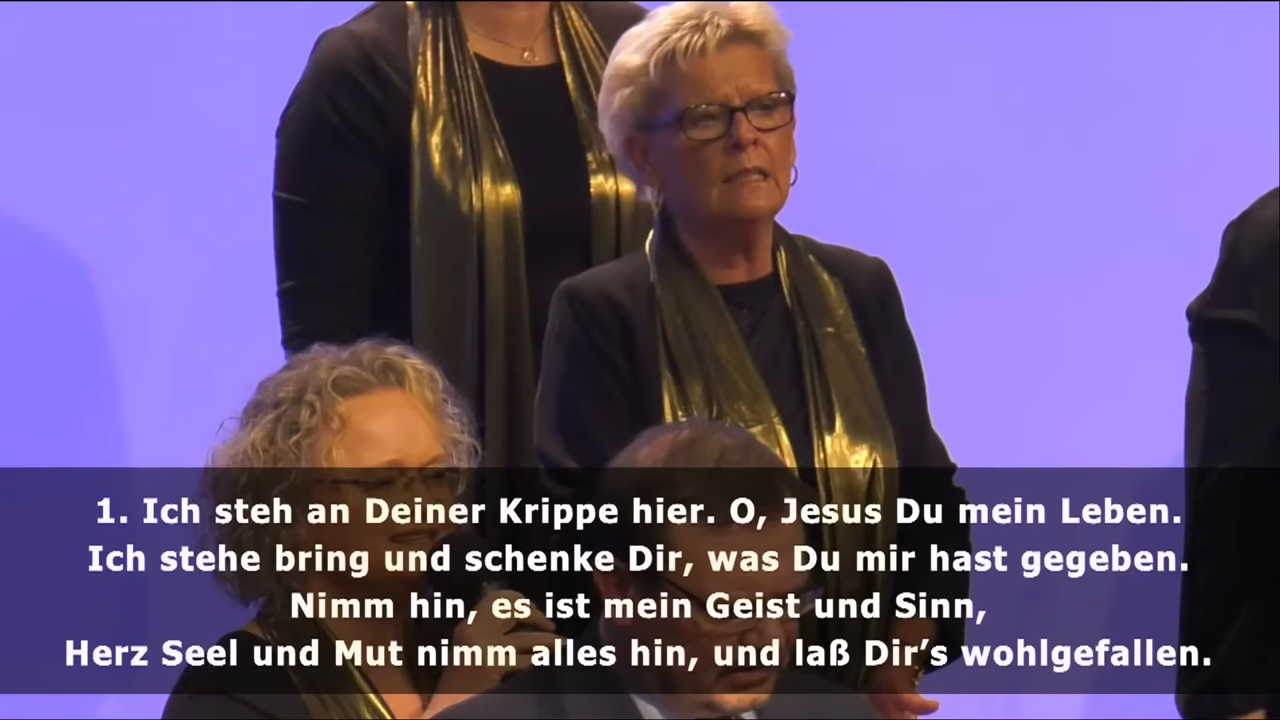 1. Ich steh an Deiner Krippe hier. O, Jesus Du mein Leben.
Ich stehe bring und schenke Dir, was Du mir hast gegeben.
Nimm hin, es ist mein Geist und Sinn,
Herz Seel und Mut nimm alles hin, und laß Dir’s wohlgefallen.